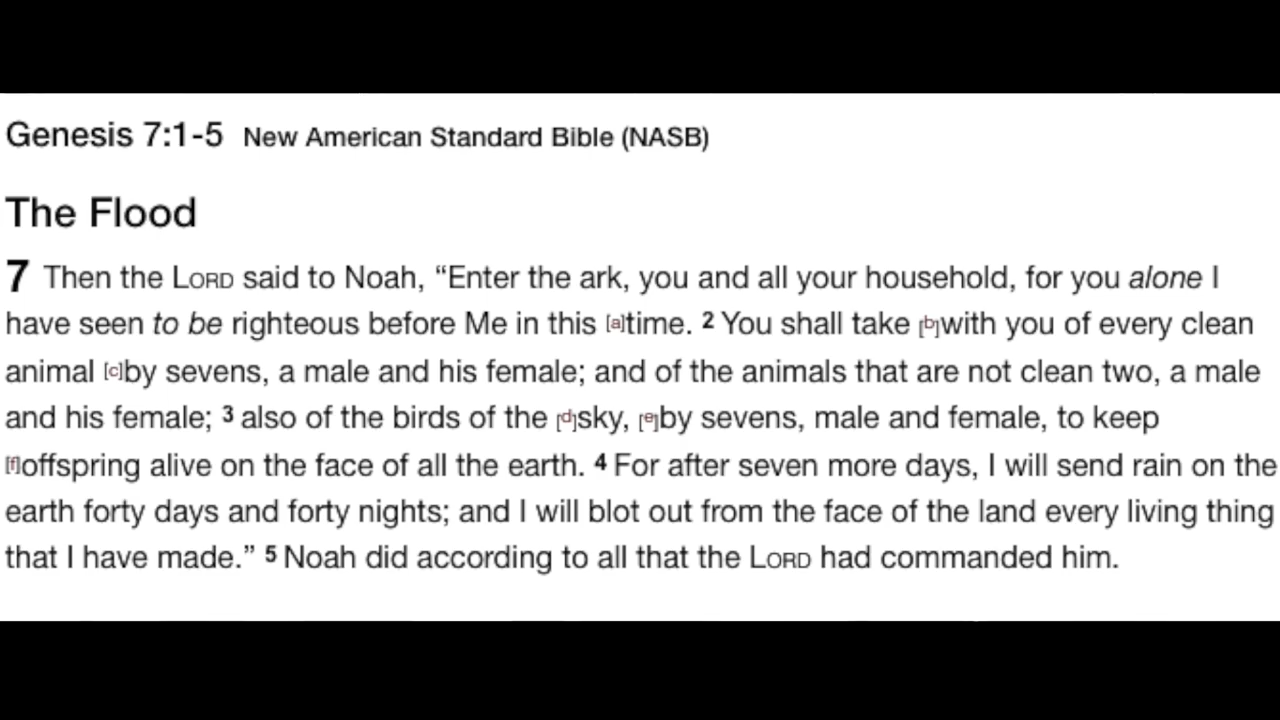 Genesis 7:1-5 New American Standard Bible (NASB)
The Flood
7 Then the LORD said to Noah, “Enter the ark, you and all your household, for you alone I
have seen to be righteous before Me in this [a]time. 2 You shall take [b]with you of every clean
animal [c]by sevens, a male and his female; and of the animals that are not clean two, a male
and his female; 3 also of the birds of the [d]sky, [e]by sevens, male and female, to keep
[f]offspring alive on the face of all the earth. 4 For after seven more days, I will send rain on the
earth forty days and forty nights; and I will blot out from the face of the land every living thing
that I have made.” 5 Noah did according to all that the LORD had commanded him.